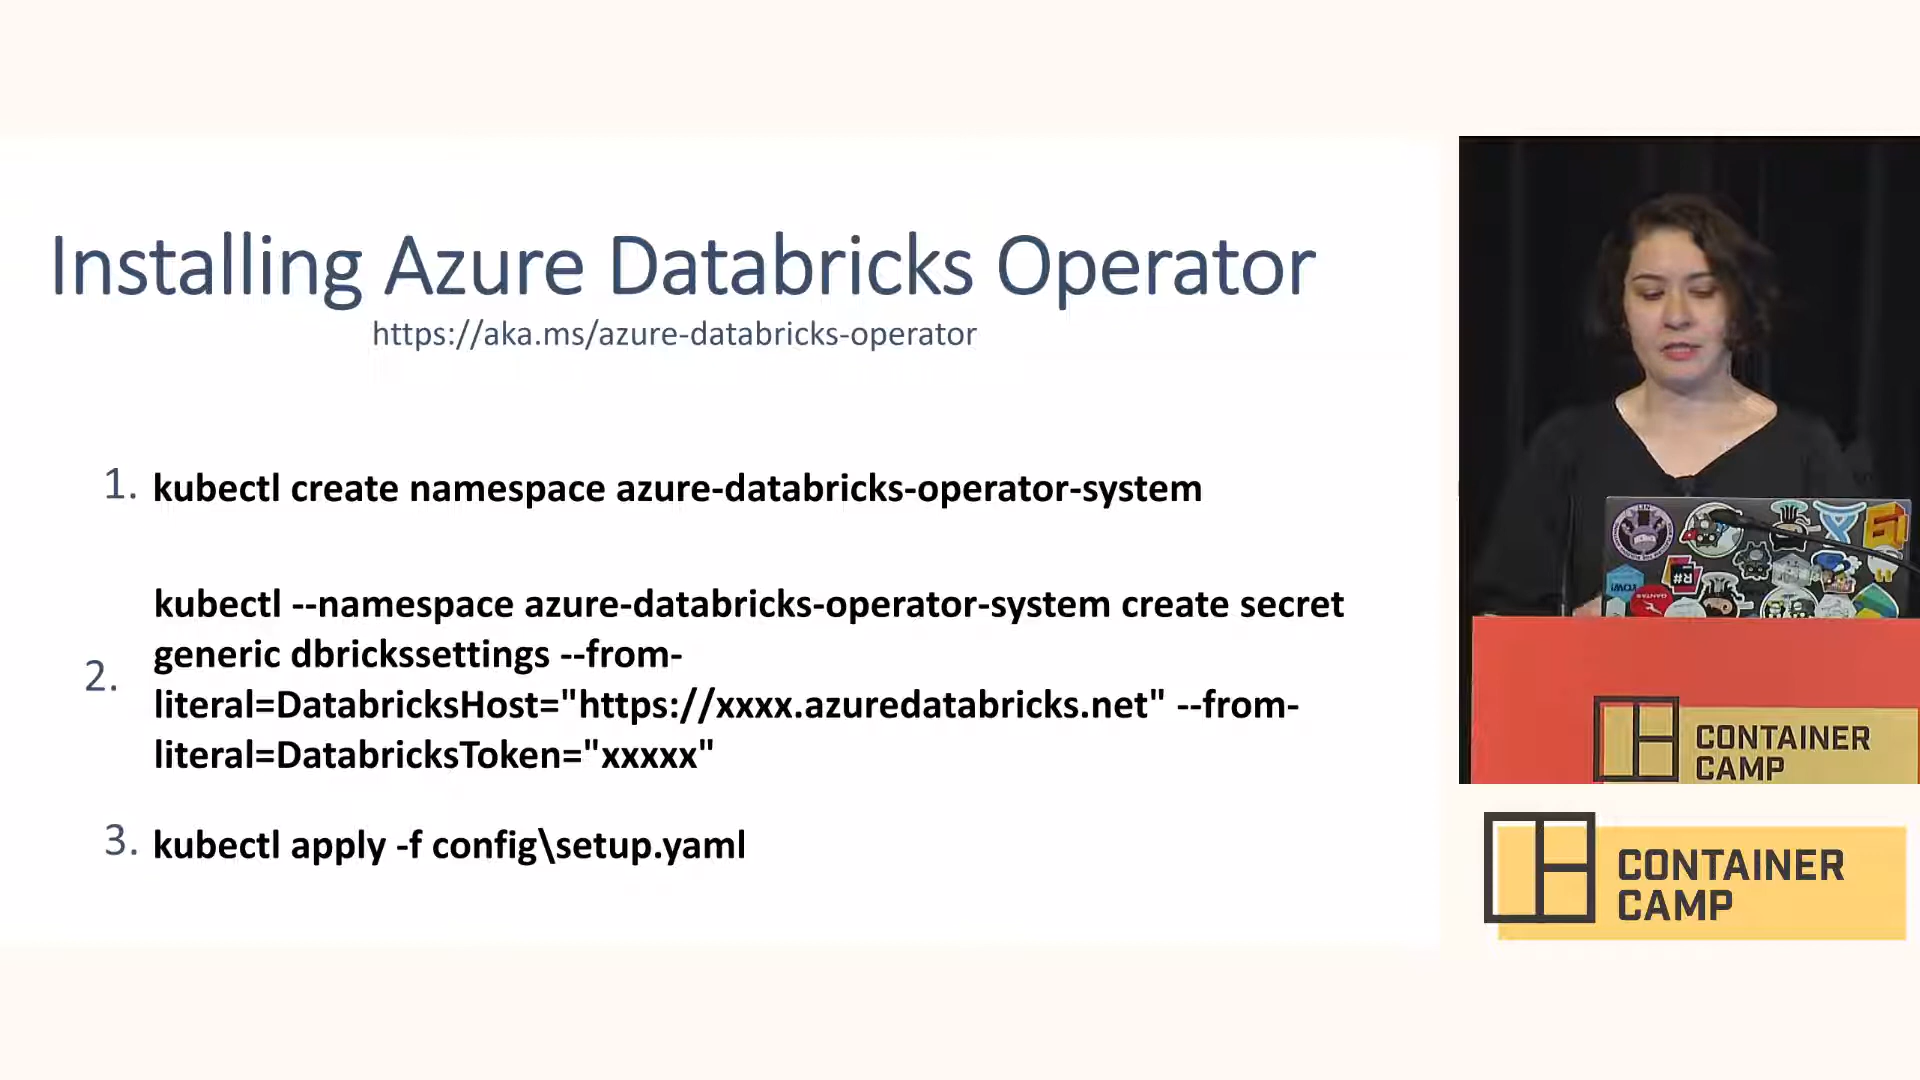 Installing Azure Databricks Operator
https://aka.ms/azure-databricks-operator
1. kubectl create namespace azure-databricks-operator-system
kubectl --namespace azure-databricks-operator-system create secret
generic dbrickssettings --from-
2. literal=DatabricksHost="https://xxxx.azuredatabricks.net" --from-
literal=DatabricksToken="xxxxx"
3. kubectl apply -f config\setup.yaml
R#
QANTAS
CONTAINER
CAMP
CONTAINER
CAMP